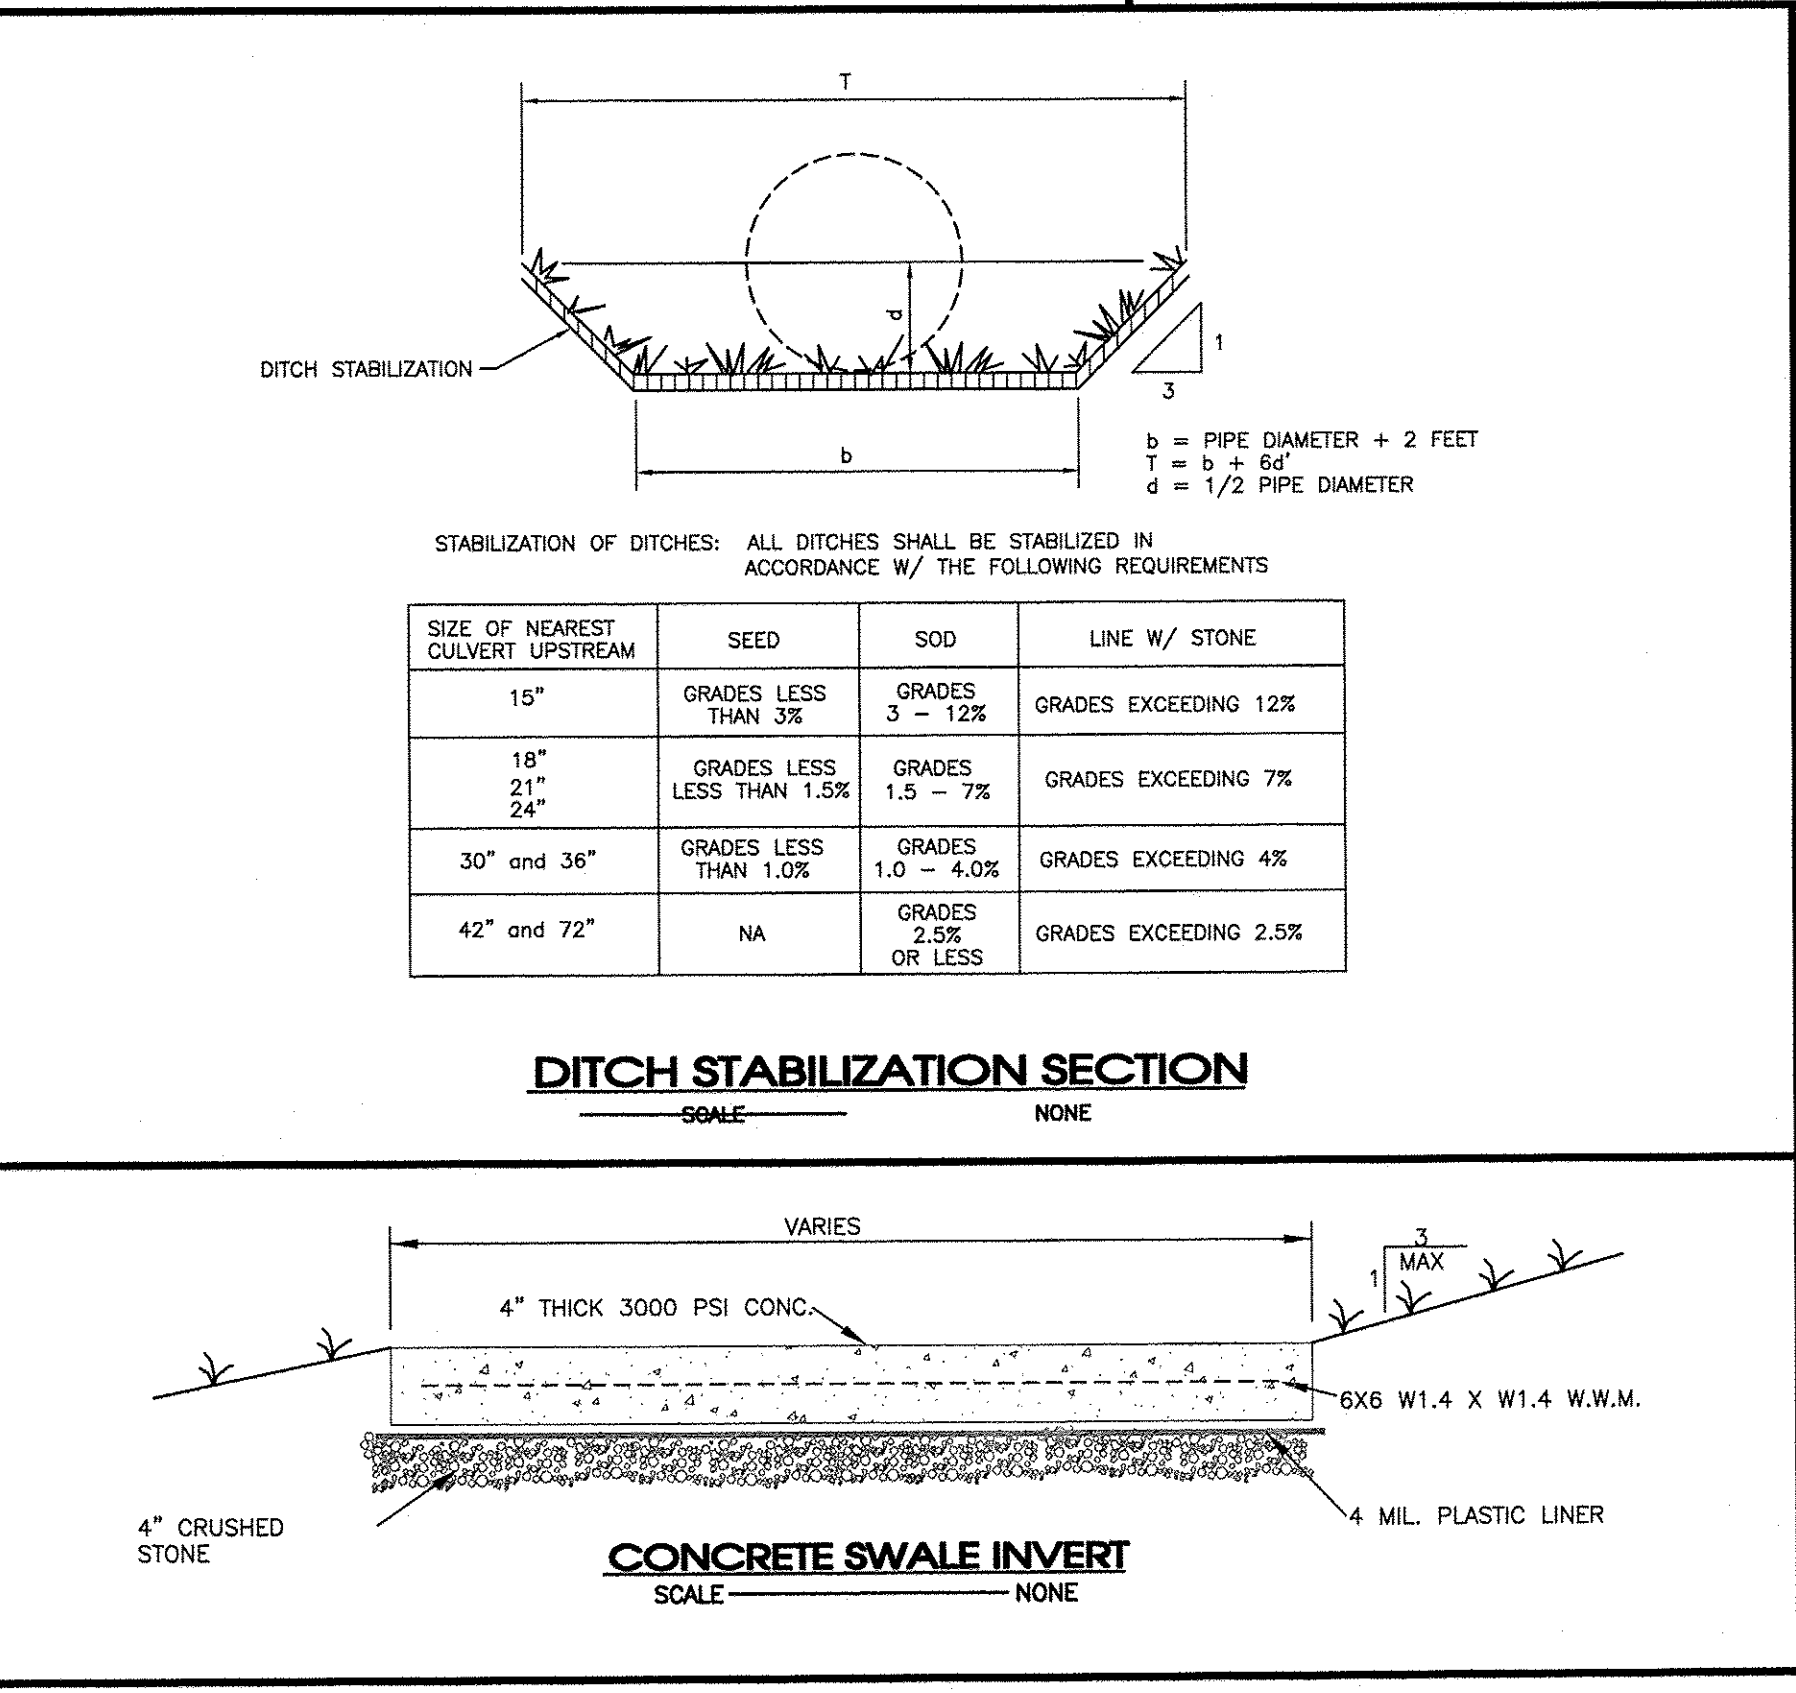 T
d
DITCH STABILIZATION
1
3
b
b = PIPE DIAMETER + 2 FEET
T = b + 6d'
d = 1/2 PIPE DIAMETER
STABILIZATION OF DITCHES: ALL DITCHES SHALL BE STABILIZED IN
ACCORDANCE W/ THE FOLLOWING REQUIREMENTS
SIZE OF NEAREST
CULVERT UPSTREAM
SEED
SOD
LINE W/ STONE
15"
GRADES LESS
THAN 3%
GRADES
3 – 12%
GRADES EXCEEDING 12%
18"
21"
24"
GRADES LESS
LESS THAN 1.5%
GRADES
1.5 – 7%
GRADES EXCEEDING 7%
30" and 36"
GRADES LESS
THAN 1.0%
GRADES
1.0 – 4.0%
GRADES EXCEEDING 4%
42" and 72"
NA
GRADES
2.5%
OR LESS
GRADES EXCEEDING 2.5%
DITCH STABILIZATION SECTION
SCALE NONE
VARIES
3
MAX
1
4" THICK 3000 PSI CONC.
6X6 W1.4 X W1.4 W.W.M.
4" CRUSHED
STONE
4 MIL. PLASTIC LINER
CONCRETE SWALE INVERT
SCALE NONE